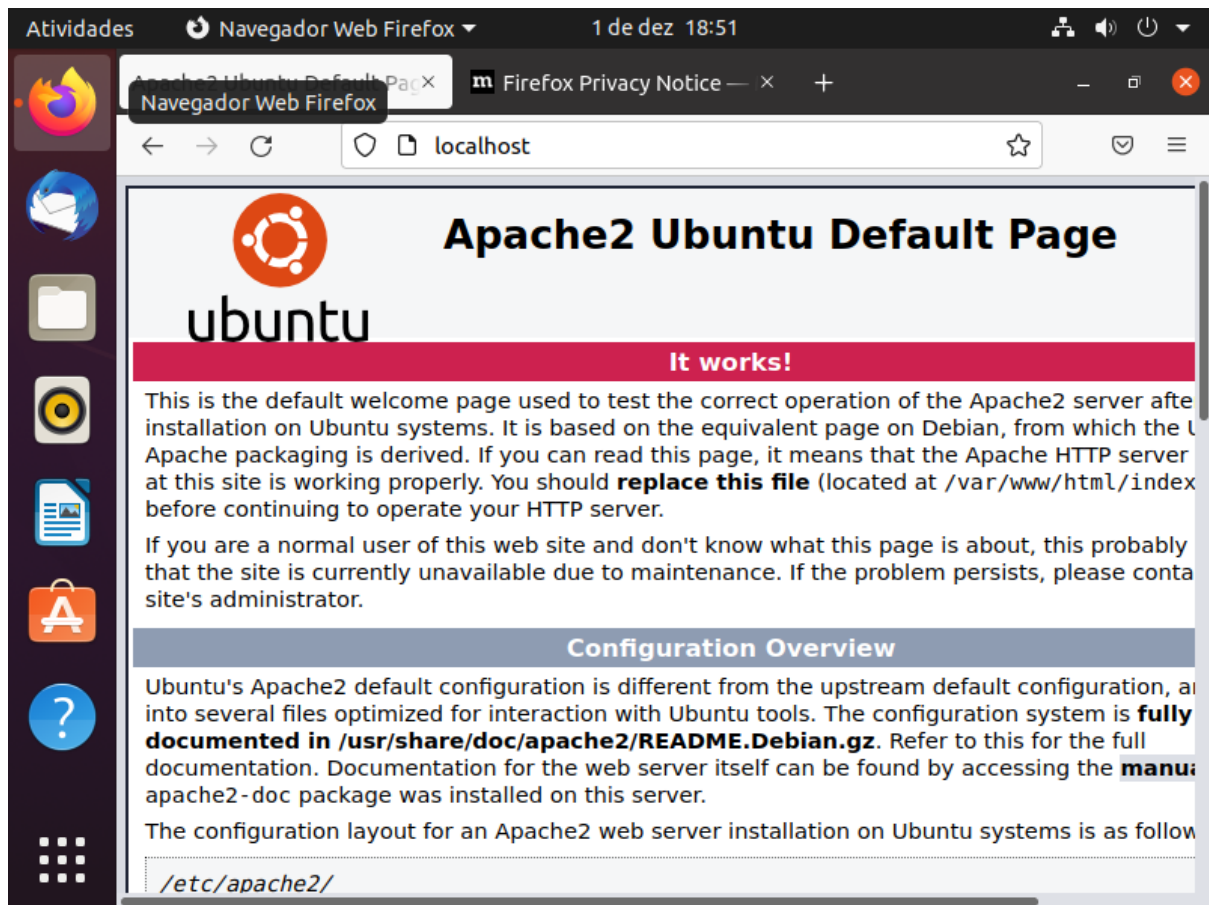 Atividades Navegador Web Firefox 1 de dez 18:51
Apache2 Ubuntu Default Pag Firefox Privacy Notice —
Navegador Web Firefox
localhost
ubuntu
Apache2 Ubuntu Default Page
It works!
This is the default welcome page used to test the correct operation of the Apache2 server afte
installation on Ubuntu systems. It is based on the equivalent page on Debian, from which the
Apache packaging is derived. If you can read this page, it means that the Apache HTTP server
at this site is working properly. You should replace this file (located at /var/www/html/index
before continuing to operate your HTTP server.
If you are a normal user of this web site and don't know what this page is about, this probably
that the site is currently unavailable due to maintenance. If the problem persists, please conta
site's administrator.
Configuration Overview
Ubuntu's Apache2 default configuration is different from the upstream default configuration,
into several files optimized for interaction with Ubuntu tools. The configuration system is fully
documented in /usr/share/doc/apache2/README.Debian.gz. Refer to this for the full
documentation. Documentation for the web server itself can be found by accessing the manua
apache2-doc package was installed on this server.
The configuration layout for an Apache2 web server installation on Ubuntu systems is as follow
/etc/apache2/